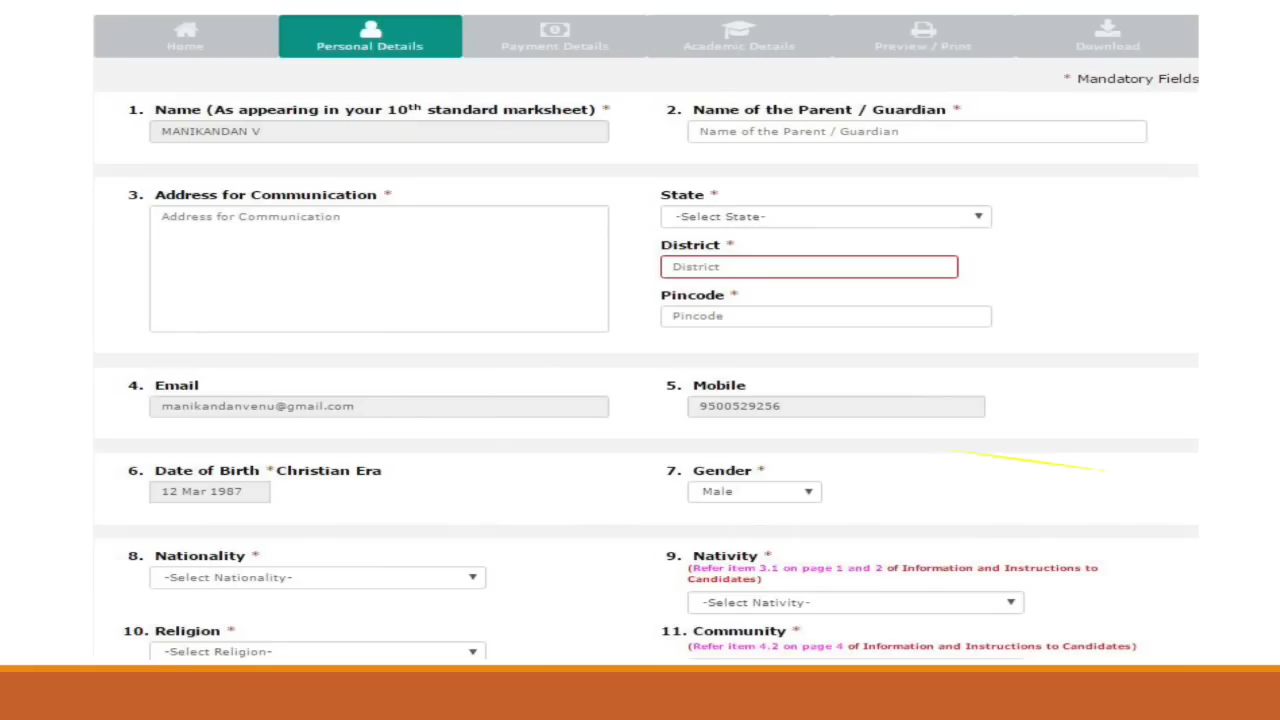 Home Personal Details Payment Details Academic Details Preview / Print Download
* Mandatory Fields
1. Name (As appearing in your 10th standard marksheet) * 2. Name of the Parent / Guardian *
MANIKANDAN V Name of the Parent / Guardian
3. Address for Communication * State *
Address for Communication -Select State-
District *
District
Pincode *
Pincode
4. Email 5. Mobile
manikandanvenu@gmail.com 9500529256
6. Date of Birth *Christian Era 7. Gender *
12 Mar 1987 Male
8. Nationality * 9. Nativity *
(Refer item 3.1 on page 1 and 2 of Information and Instructions to
Candidates)
-Select Nationality- -Select Nativity-
10. Religion * 11. Community *
(Refer item 4.2 on page 4 of Information and Instructions to Candidates)
-Select Religion-